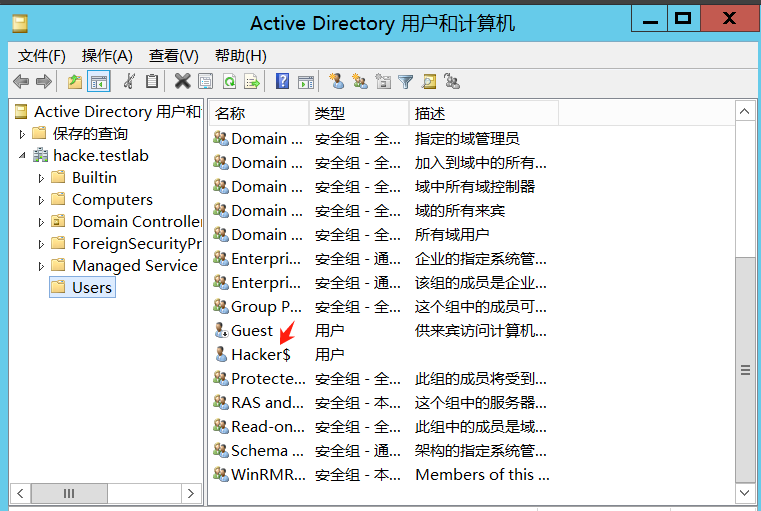 Active Directory 用户和计算机
文件(F) 操作(A) 查看(V) 帮助(H)
Active Directory 用户和
保存的查询
hacke.testlab
Builtin
Computers
Domain Controller
ForeignSecurityPr
Managed Service
Users
名称 类型 描述
Domain ... 安全组 - 全... 指定的域管理员
Domain ... 安全组 - 全... 加入到域中的所有...
Domain ... 安全组 - 全... 域中所有域控制器
Domain ... 安全组 - 全... 域的所有来宾
Domain ... 安全组 - 全... 所有域用户
Enterpri... 安全组 - 通... 企业的指定系统管...
Enterpri... 安全组 - 通... 该组的成员是企业...
Group P... 安全组 - 全... 这个组中的成员可...
Guest 用户 供来宾访问计算机...
Hacker$ 用户
Protecte... 安全组 - 全... 此组的成员将受到...
RAS and... 安全组 - 本... 这个组中的服务器...
Read-on... 安全组 - 全... 此组中的成员是域...
Schema ... 安全组 - 通... 架构的指定系统管...
WinRMR... 安全组 - 本... Members of this ...